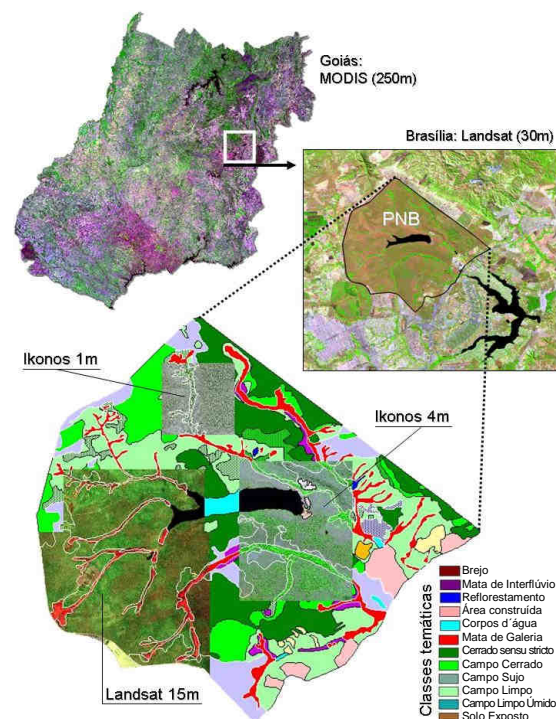 Goiás:
MODIS (250m)
Brasília: Landsat (30m)
PNB
Ikonos 1m
Ikonos 4m
Landsat 15m
Classes temáticas
Brejo
Mata de Interflúvio
Reflorestamento
Área construída
Corpos d´água
Mata de Galeria
Cerrado sensu stricto
Campo Cerrado
Campo Sujo
Campo Limpo
Campo Limpo Úmido
Solo Exposto